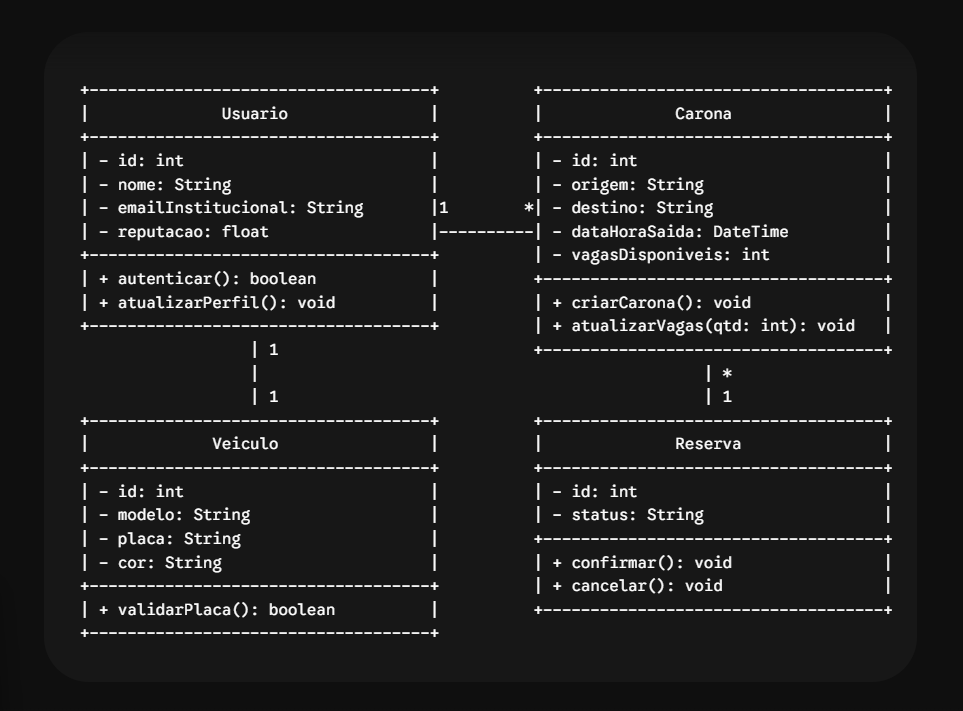 +------------------------------------+          +-------------------------------------+
|              Usuario               |          |              Carona                 |
+------------------------------------+          +-------------------------------------+
| - id: int                          |          | - id: int                           |
| - nome: String                     |          | - origem: String                    |
| - emailInstitucional: String       |1        *| - destino: String                   |
| - reputacao: float                 |----------| - dataHoraSaida: DateTime           |
+------------------------------------+          | - vagasDisponiveis: int             |
| + autenticar(): boolean            |          +-------------------------------------+
| + atualizarPerfil(): void          |          | + criarCarona(): void               |
+------------------------------------+          | + atualizarVagas(qtd: int): void    |
                  | 1                           +-------------------------------------+
                  |                                               | *
                  | 1                                             | 1
+------------------------------------+          +-------------------------------------+
|             Veiculo                |          |              Reserva                |
+------------------------------------+          +-------------------------------------+
| - id: int                          |          | - id: int                           |
| - modelo: String                   |          | - status: String                    |
| - placa: String                    |          +-------------------------------------+
| - cor: String                      |          | + confirmar(): void                 |
+------------------------------------+          | + cancelar(): void                  |
| + validarPlaca(): boolean          |          +-------------------------------------+
+------------------------------------+